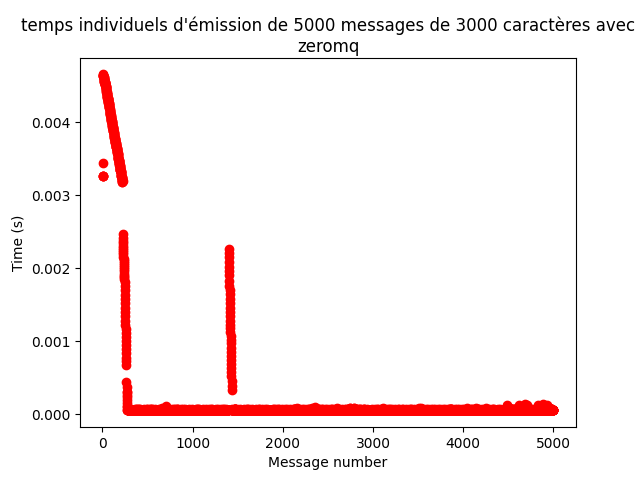 temps individuels d'émission de 5000 messages de 3000 caractères avec
zeromq
0.004
0.003
0.002
0.001
0.000
Time (s)
0 1000 2000 3000 4000 5000
Message number